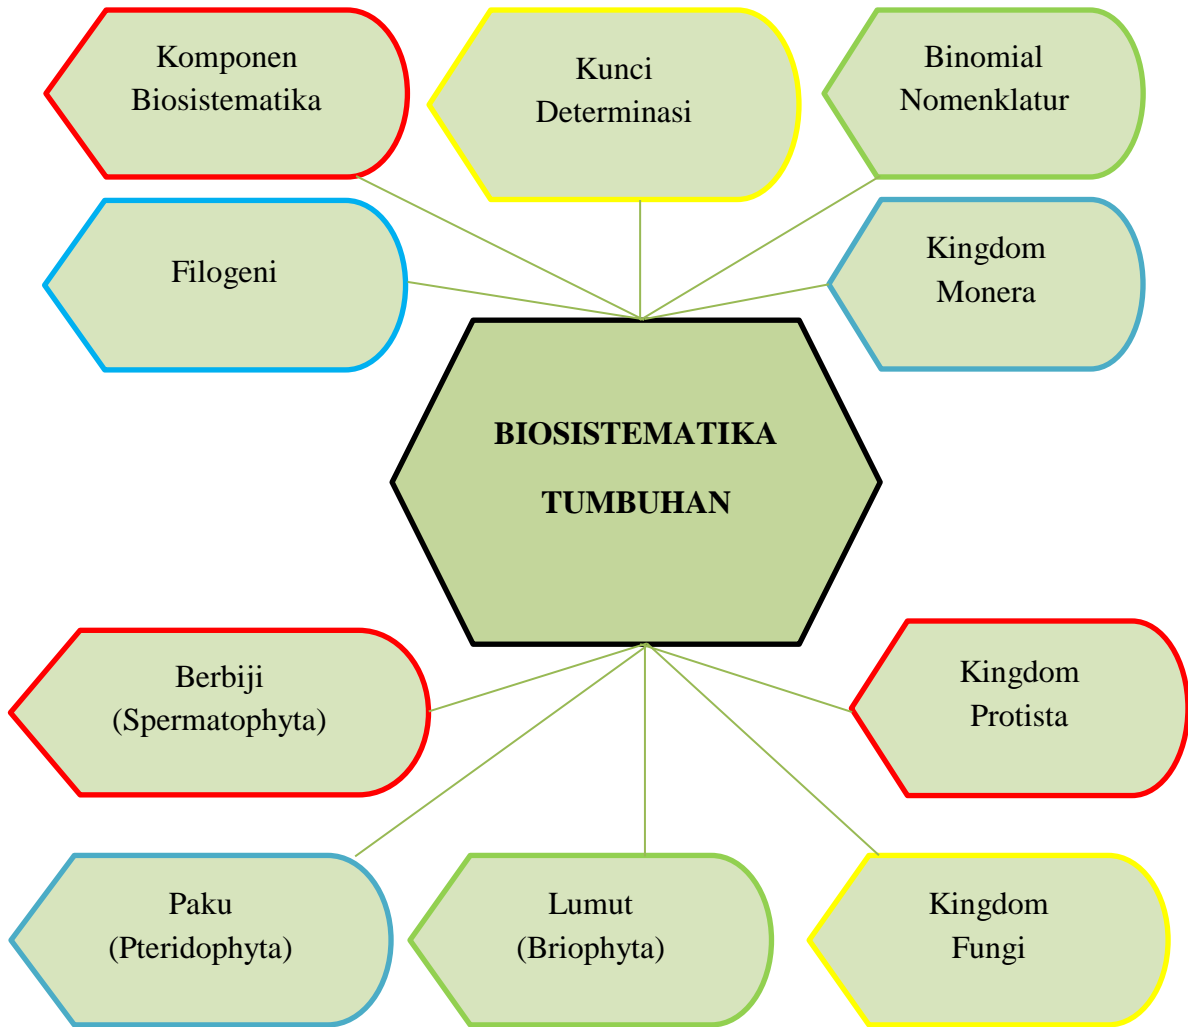 Komponen
Biosistematika
Kunci
Determinasi
Binomial
Nomenklatur
Filogeni
Kingdom
Monera
BIOSISTEMATIKA
TUMBUHAN
Berbiji
(Spermatophyta)
Kingdom
Protista
Paku
(Pteridophyta)
Lumut
(Briophyta)
Kingdom
Fungi